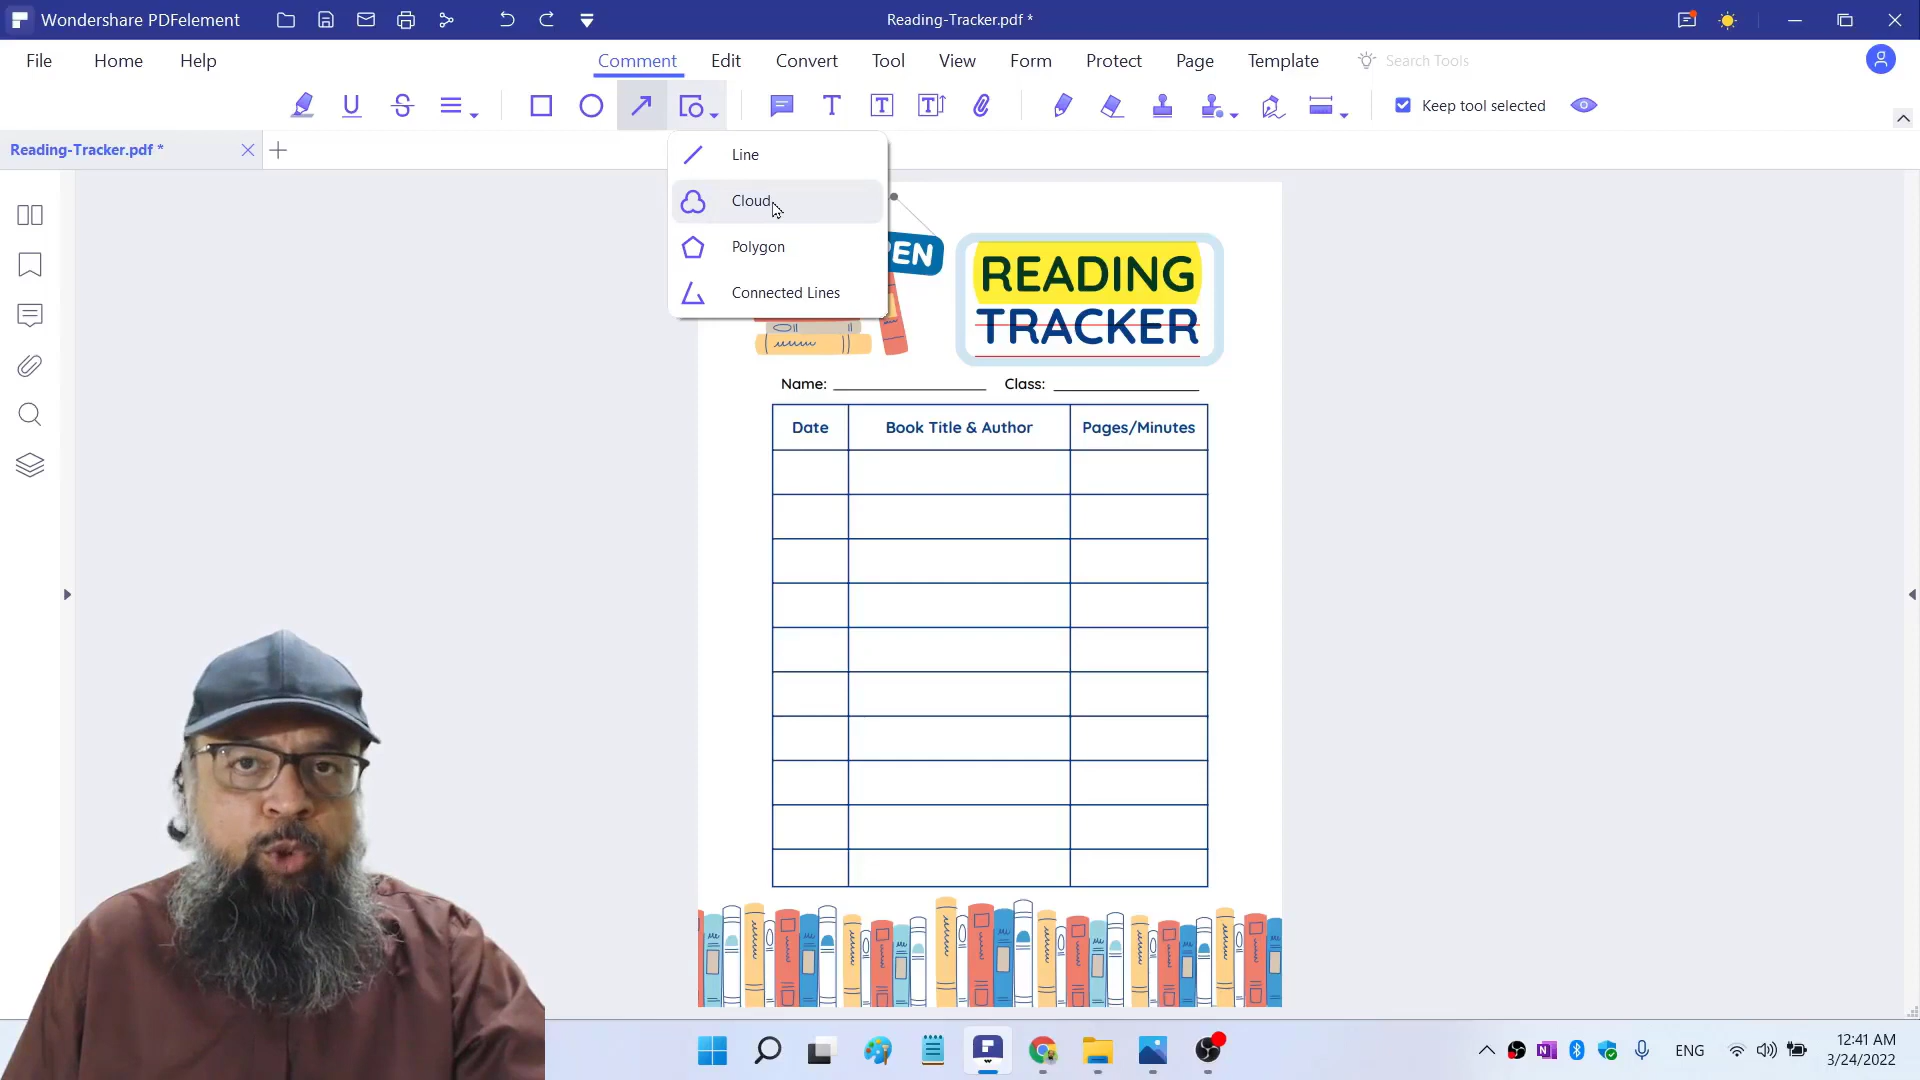 Wondershare PDFelement
Reading-Tracker.pdf *
File Home Help Comment Edit Convert Tool View Form Protect Page Template Search Tools
Keep tool selected
Reading-Tracker.pdf *
Line
Cloud
Polygon
Connected Lines
PEN
READING
TRACKER
Name: Class:
Date Book Title & Author Pages/Minutes
ENG
12:41 AM
3/24/2022